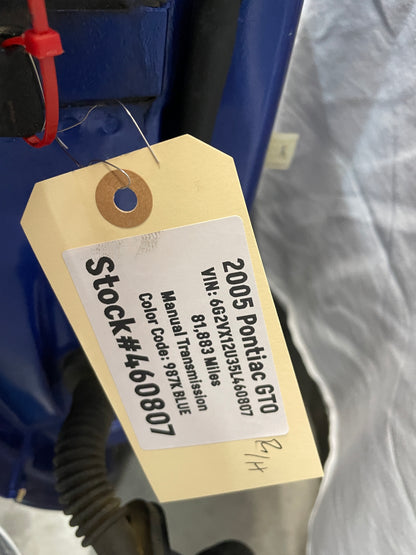 2005 Pontiac GTO
VIN: 6G2VX12U35L460807
81,883 Miles
Manual Transmission
Color Code: 987K BLUE
Stock#460807
R/H